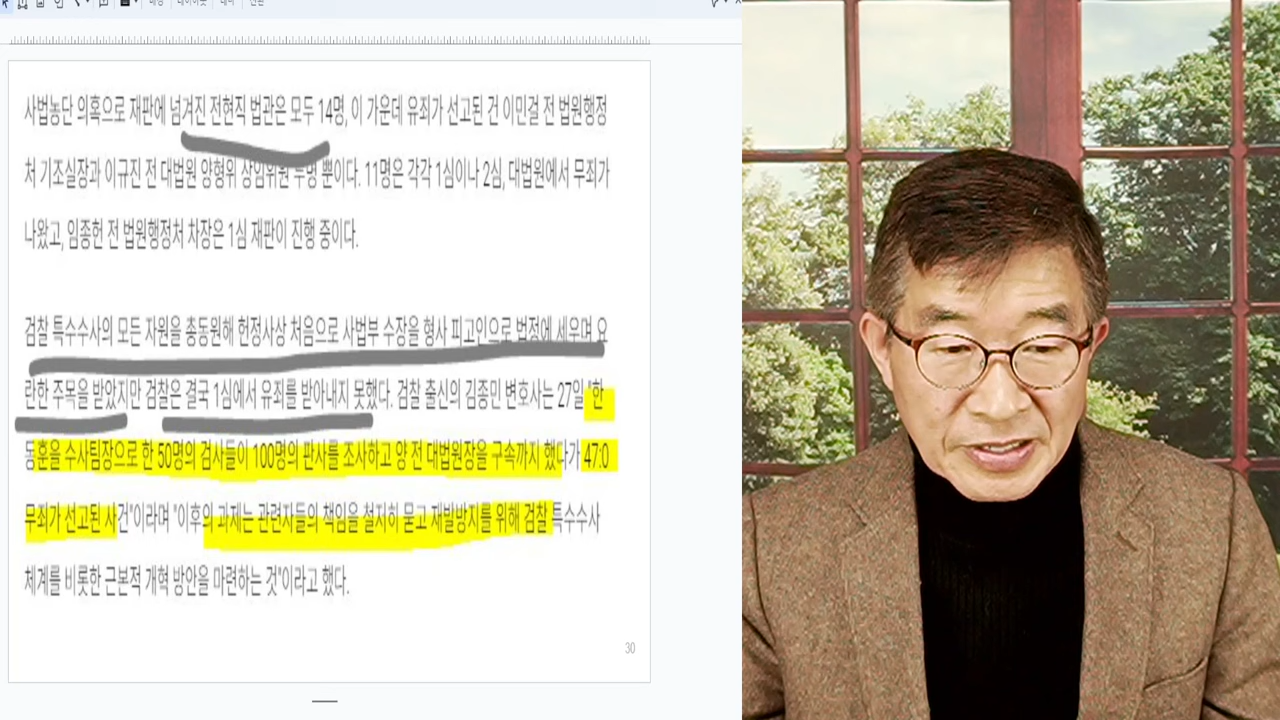 사법농단 의혹으로 재판에 넘겨진 전현직 법관은 모두 14명, 이 가운데 유죄가 선고된 건 이민걸 전 법원행정
처 기조실장과 이규진 전 대법원 양형위 상임위원 두명 뿐이다. 11명은 각각 1심이나 2심, 대법원에서 무죄가
나왔고, 임종헌 전 법원행정처 차장은 1심 재판이 진행 중이다.
검찰 특수수사의 모든 자원을 총동원해 헌정사상 처음으로 사법부 수장을 형사 피고인으로 법정에 세우며 요
란한 주목을 받았지만 검찰은 결국 1심에서 유죄를 받아내지 못했다. 검찰 출신의 김종민 변호사는 27일 "한
동훈을 수사팀장으로 한 50명의 검사들이 100명의 판사를 조사하고 양 전 대법원장을 구속까지 했다가 47:0
무죄가 선고된 사건"이라며 "이후의 과제는 관련자들의 책임을 철저히 묻고 재발방지를 위해 검찰 특수수사
체계를 비롯한 근본적 개혁 방안을 마련하는 것"이라고 했다.
30